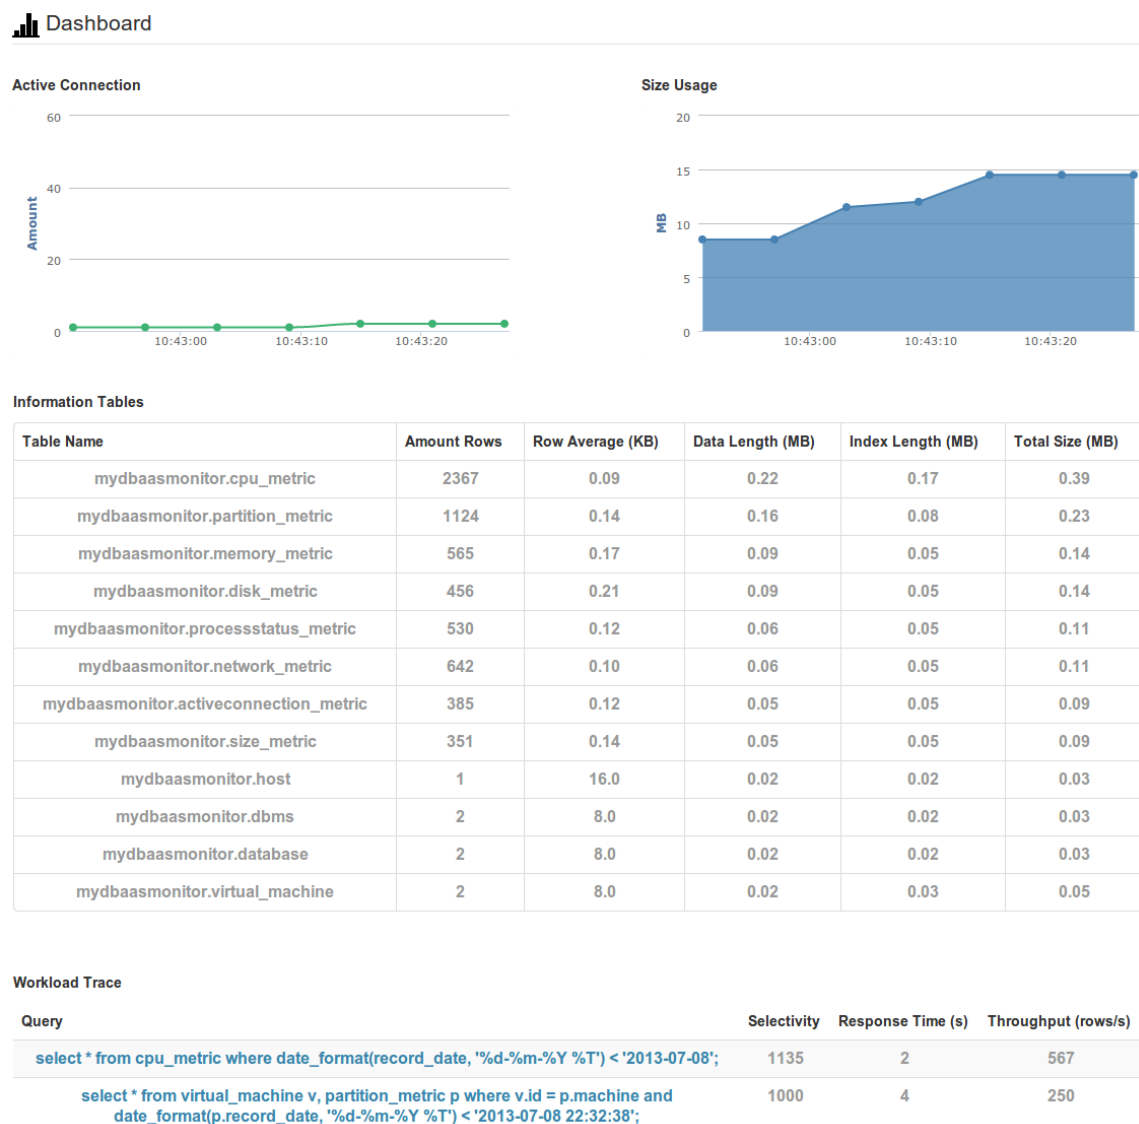 Dashboard
Active Connection
60
40
20
0
Amount
10:43:00 10:43:10 10:43:20
Size Usage
20
15
10
5
0
MB
10:43:00 10:43:10 10:43:20
Information Tables
Table Name Amount Rows Row Average (KB) Data Length (MB) Index Length (MB) Total Size (MB)
mydbaasmonitor.cpu_metric 2367 0.09 0.22 0.17 0.39
mydbaasmonitor.partition_metric 1124 0.14 0.16 0.08 0.23
mydbaasmonitor.memory_metric 565 0.17 0.09 0.05 0.14
mydbaasmonitor.disk_metric 456 0.21 0.09 0.05 0.14
mydbaasmonitor.processstatus_metric 530 0.12 0.06 0.05 0.11
mydbaasmonitor.network_metric 642 0.10 0.06 0.05 0.11
mydbaasmonitor.activeconnection_metric 385 0.12 0.05 0.05 0.09
mydbaasmonitor.size_metric 351 0.14 0.05 0.05 0.09
mydbaasmonitor.host 1 16.0 0.02 0.02 0.03
mydbaasmonitor.dbms 2 8.0 0.02 0.02 0.03
mydbaasmonitor.database 2 8.0 0.02 0.02 0.03
mydbaasmonitor.virtual_machine 2 8.0 0.02 0.03 0.05
Workload Trace
Query Selectivity Response Time (s) Throughput (rows/s)
select * from cpu_metric where date_format(record_date, '%d-%m-%Y %T') < '2013-07-08'; 1135 2 567
select * from virtual_machine v, partition_metric p where v.id = p.machine and 1000 4 250
date_format(p.record_date, '%d-%m-%Y %T') < '2013-07-08 22:32:38';